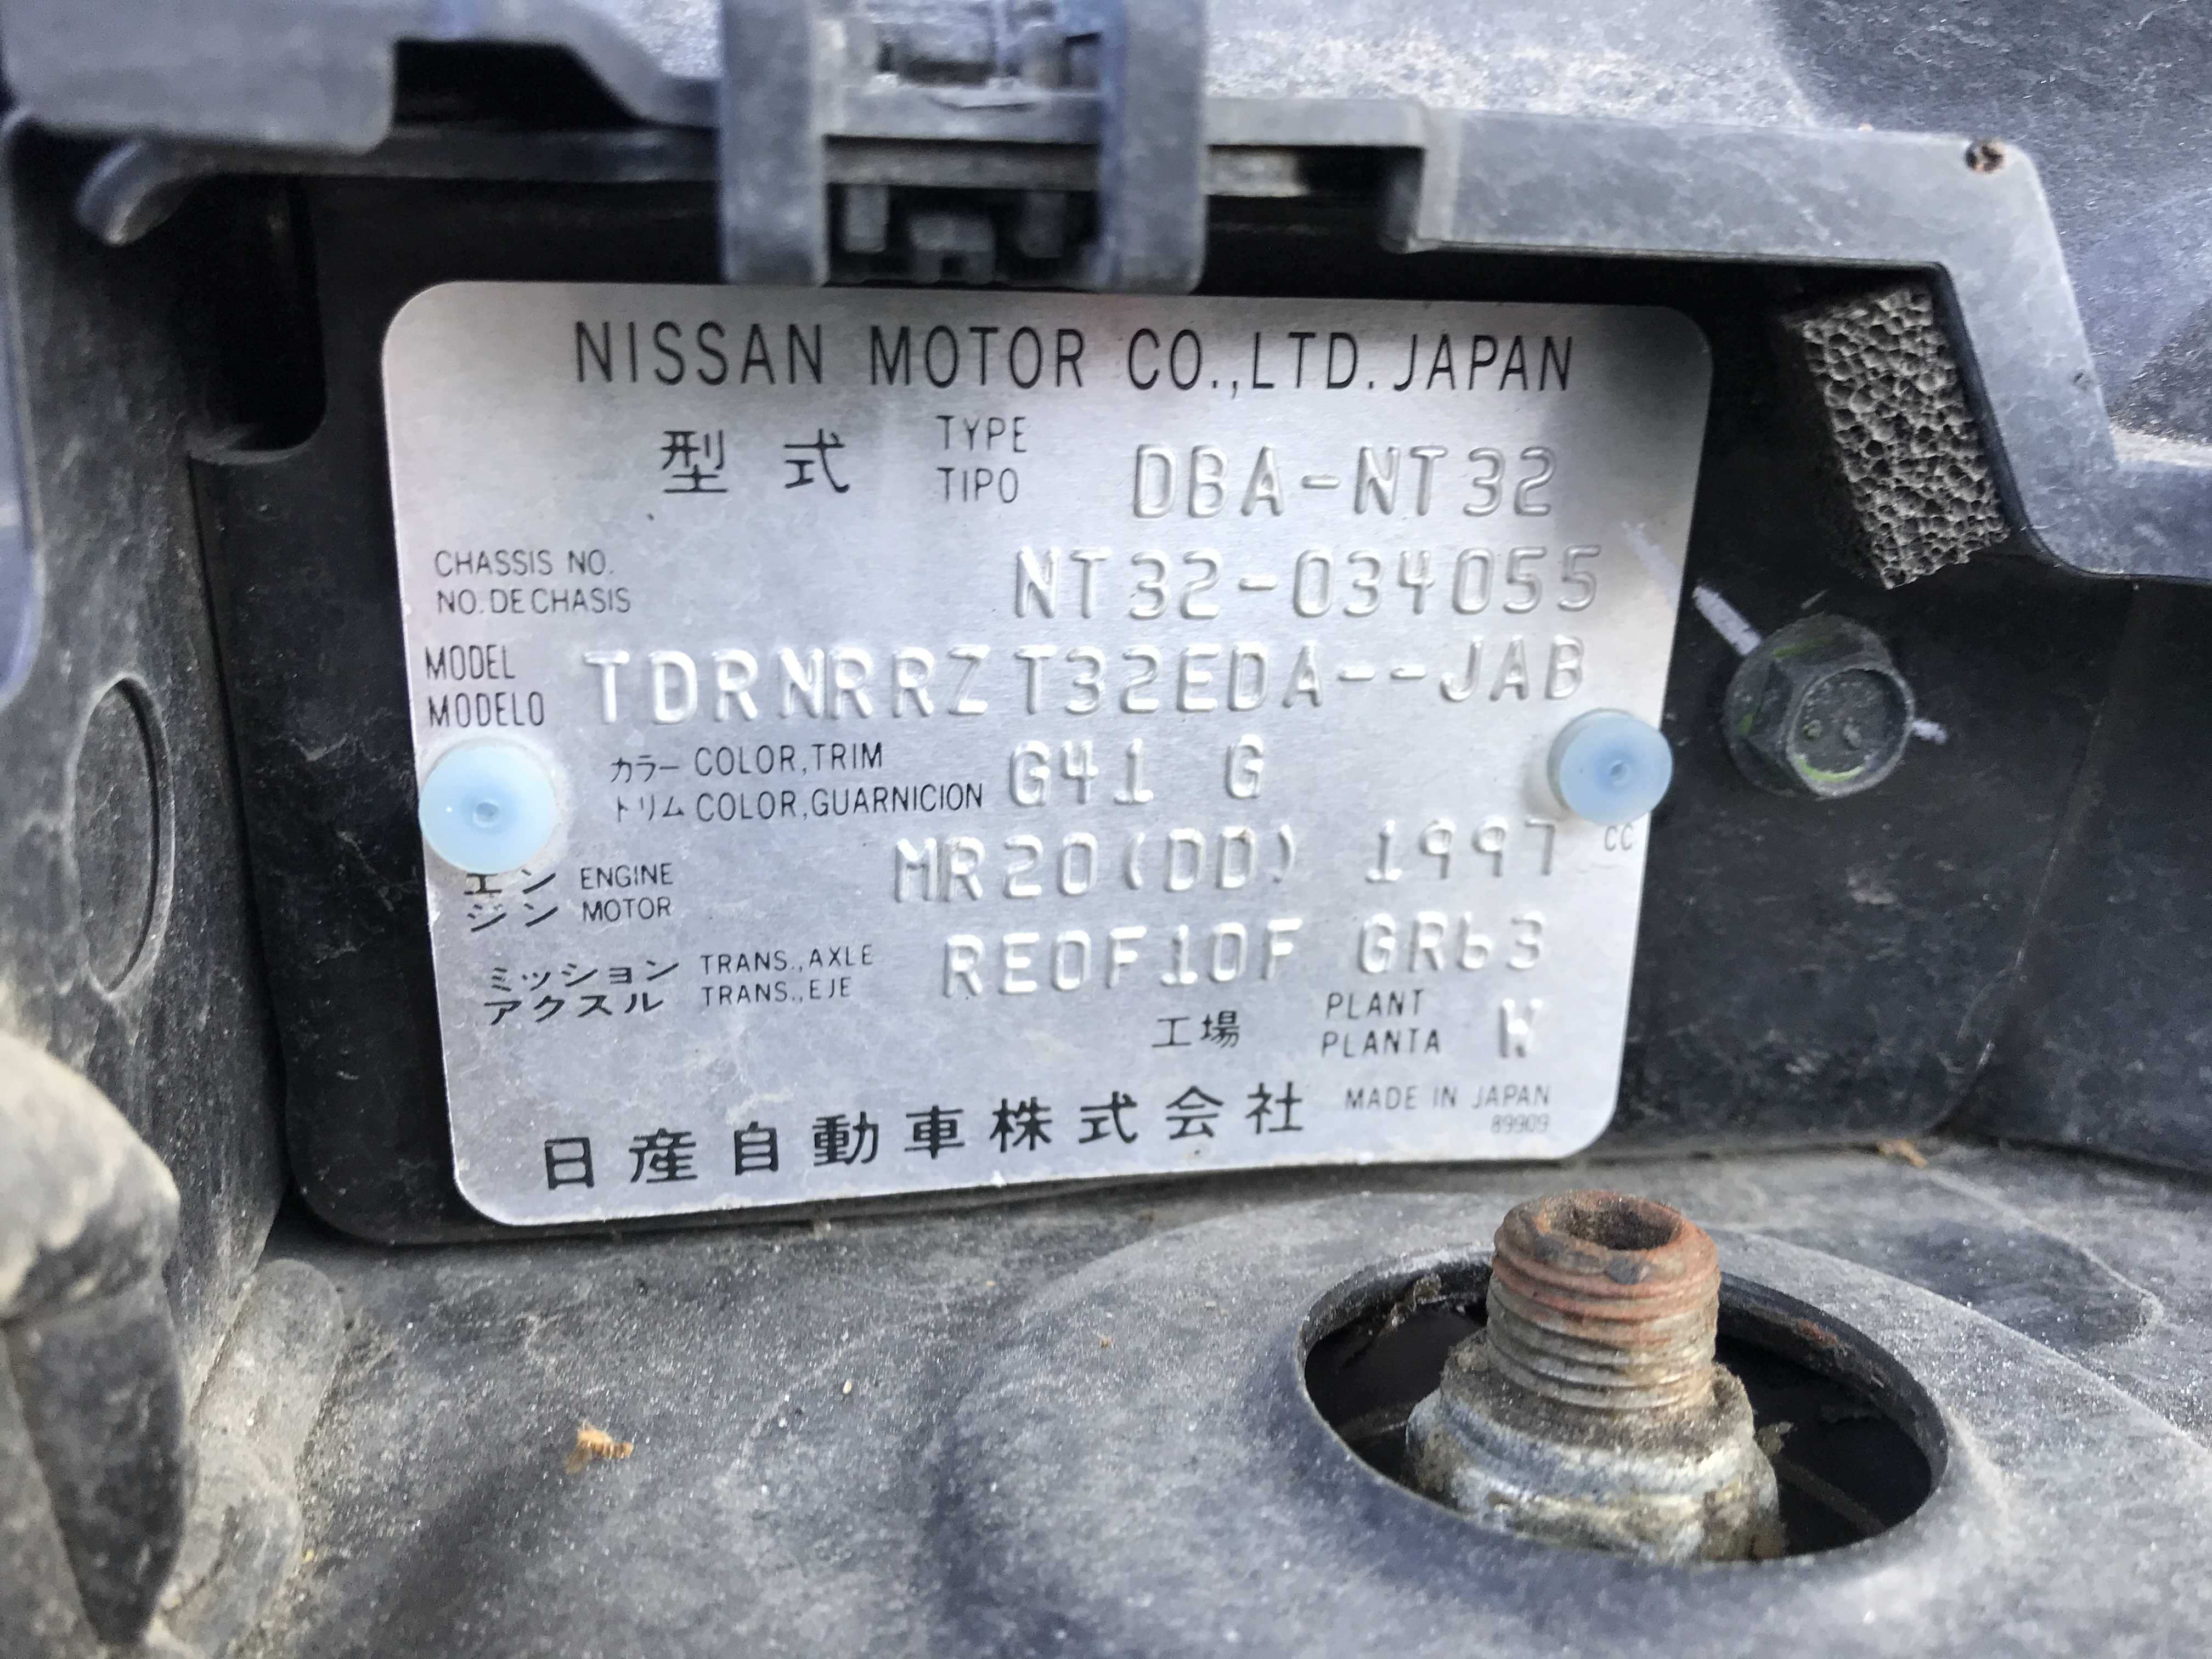 NISSAN MOTOR CO.,LTD.JAPAN
型式 TYPE DBA-NT32
TIPO
CHASSIS NO. NT32-034055
NO.DE CHASIS
MODEL TDRNRRZT32EDA--JAB
MODELO
カラー COLOR,TRIM G41 G
トリム COLOR,GUARNICION
エン ENGINE MR20(DD) 1997 CC
ジン MOTOR
ミッション TRANS.,AXLE RE0F10F GR63
アクスル TRANS.,EJE
工場 PLANT W
PLANTA
日産自動車株式会社 MADE IN JAPAN
89909